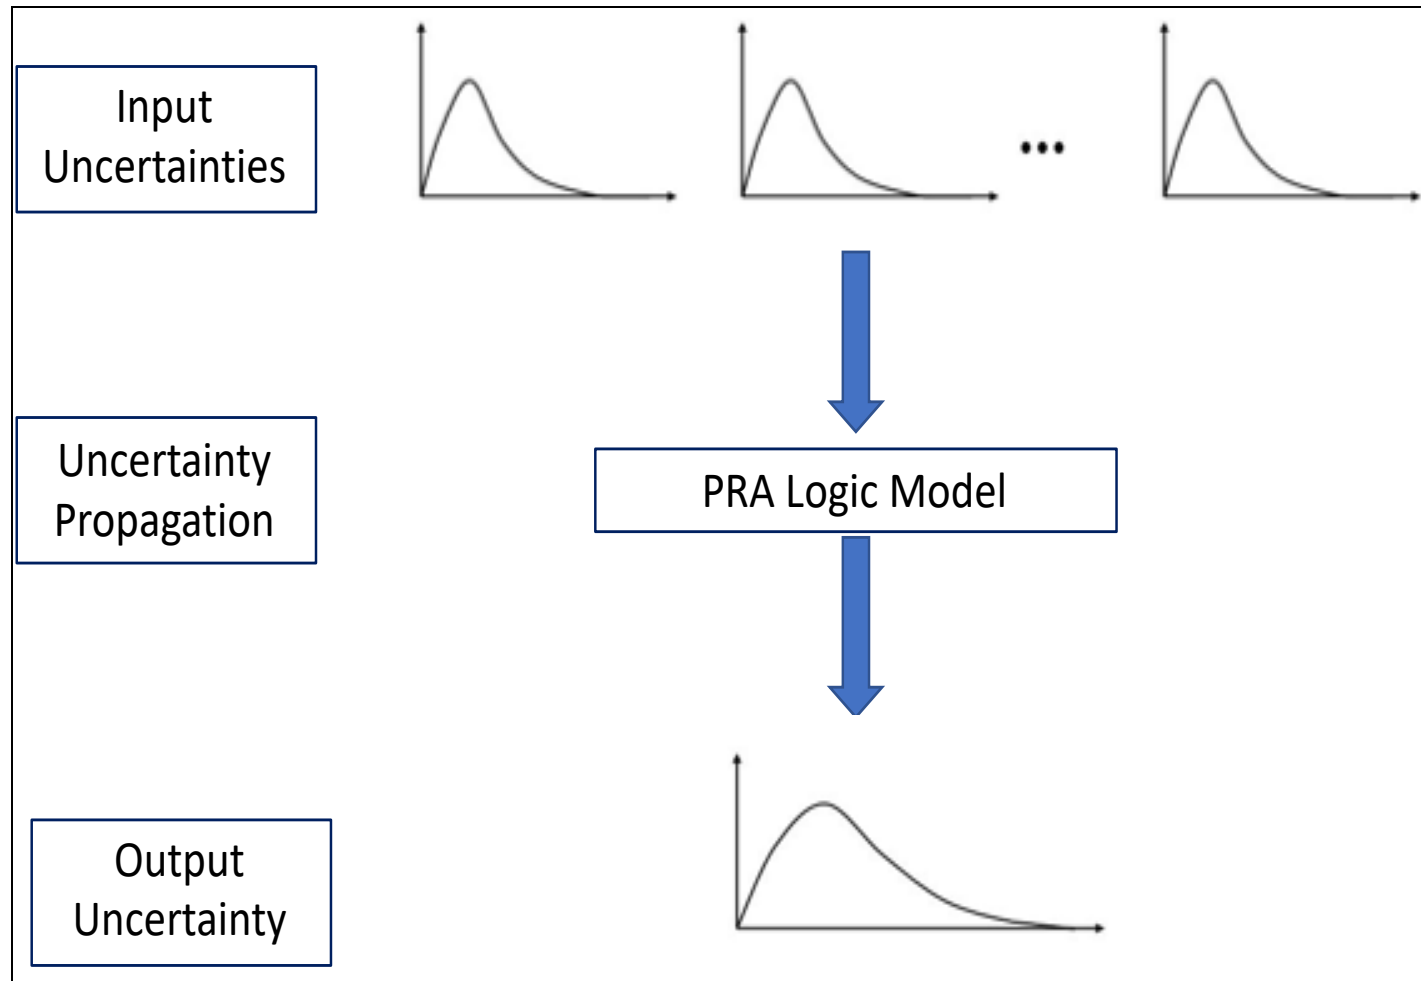 Input
Uncertainties
Uncertainty
Propagation
PRA Logic Model
Output
Uncertainty